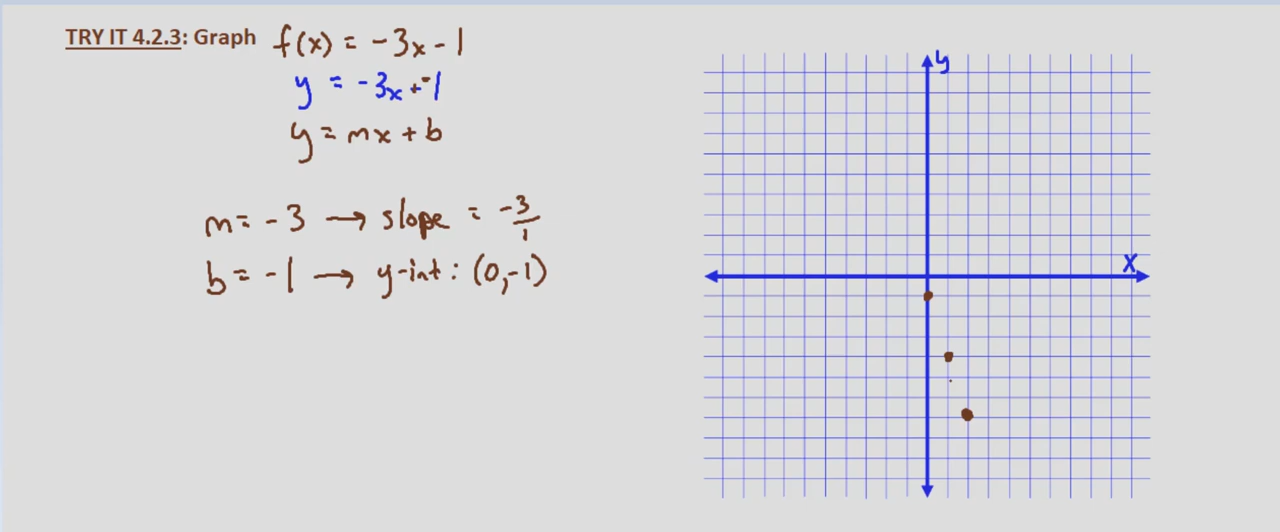 TRY IT 4.2.3: Graph f(x) = -3x - 1
y = -3x + -1
y = mx + b
m = -3 → slope = -3/1
b = -1 → y-int: (0,-1)
y
x